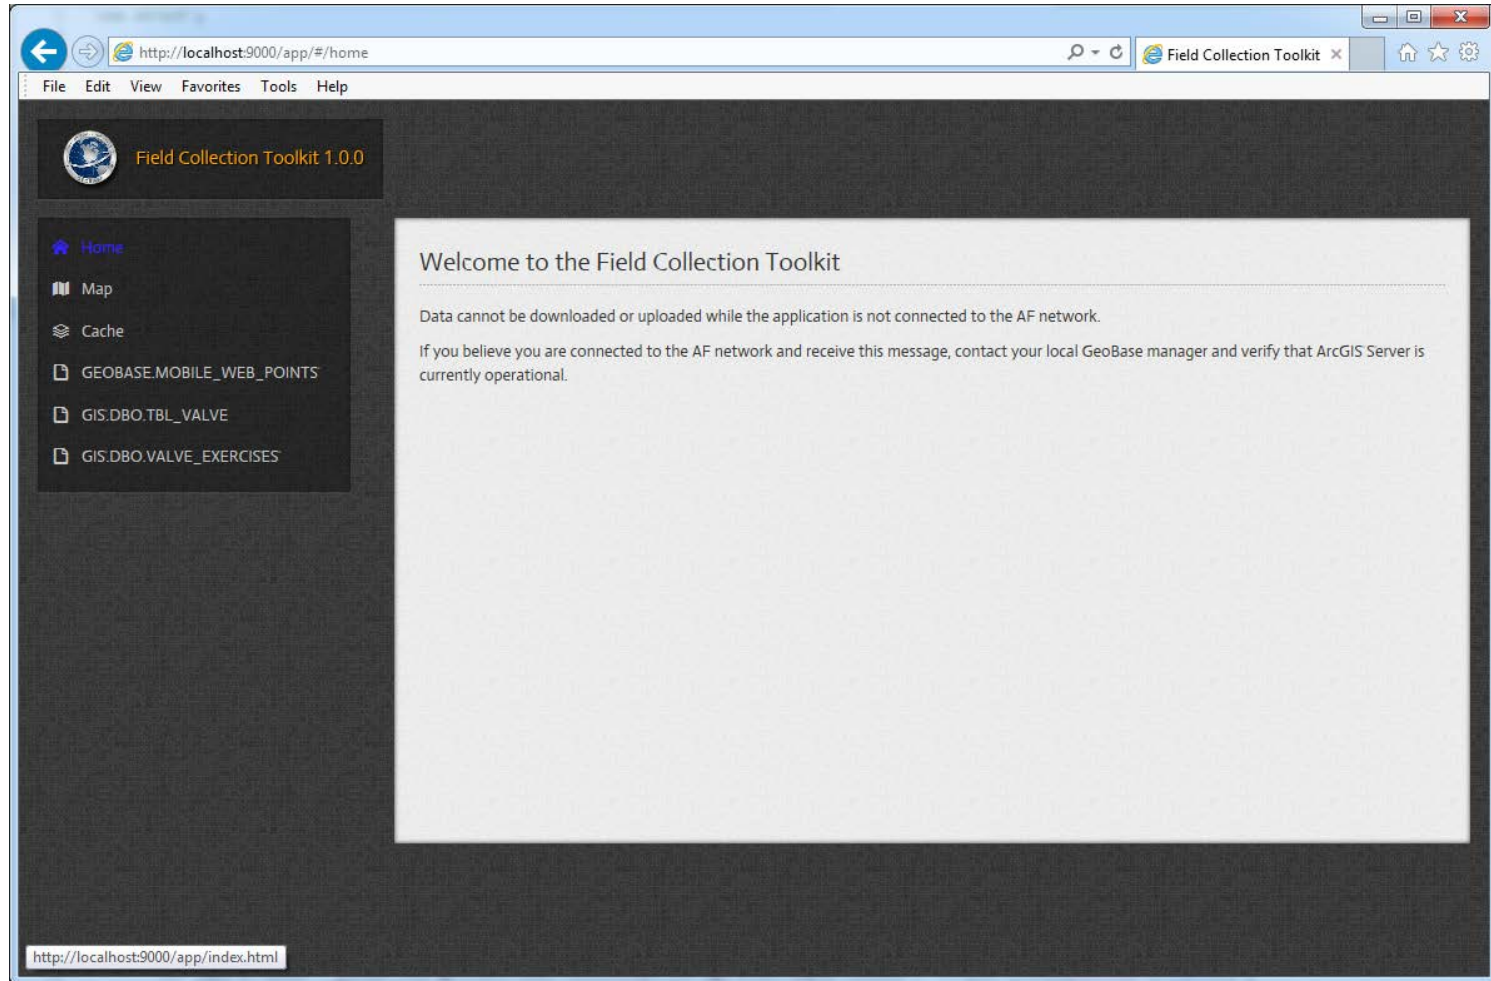 http://localhost:9000/app/#/home
Field Collection Toolkit
File Edit View Favorites Tools Help
Field Collection Toolkit 1.0.0
Home
Map
Cache
GEOBASE.MOBILE_WEB_POINTS
GIS.DBO.TBL_VALVE
GIS.DBO.VALVE_EXERCISES
Welcome to the Field Collection Toolkit
Data cannot be downloaded or uploaded while the application is not connected to the AF network.
If you believe you are connected to the AF network and receive this message, contact your local GeoBase manager and verify that ArcGIS Server is
currently operational.
http://localhost:9000/app/index.html